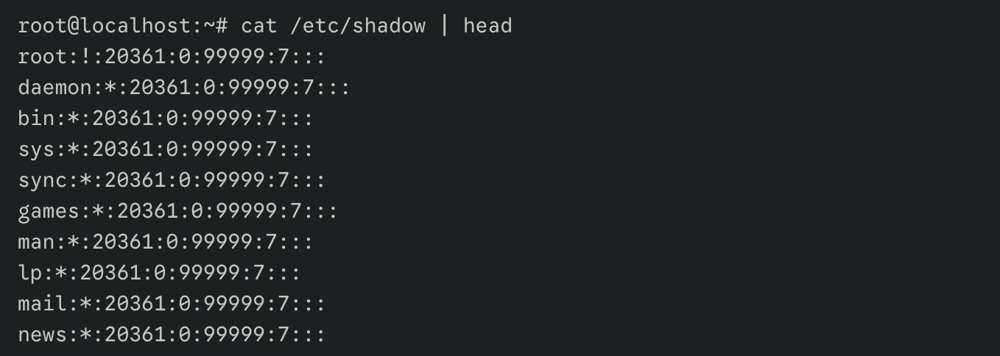 root@localhost:~# cat /etc/shadow | head
root:!:20361:0:99999:7:::
daemon:*:20361:0:99999:7:::
bin:*:20361:0:99999:7:::
sys:*:20361:0:99999:7:::
sync:*:20361:0:99999:7:::
games:*:20361:0:99999:7:::
man:*:20361:0:99999:7:::
lp:*:20361:0:99999:7:::
mail:*:20361:0:99999:7:::
news:*:20361:0:99999:7:::